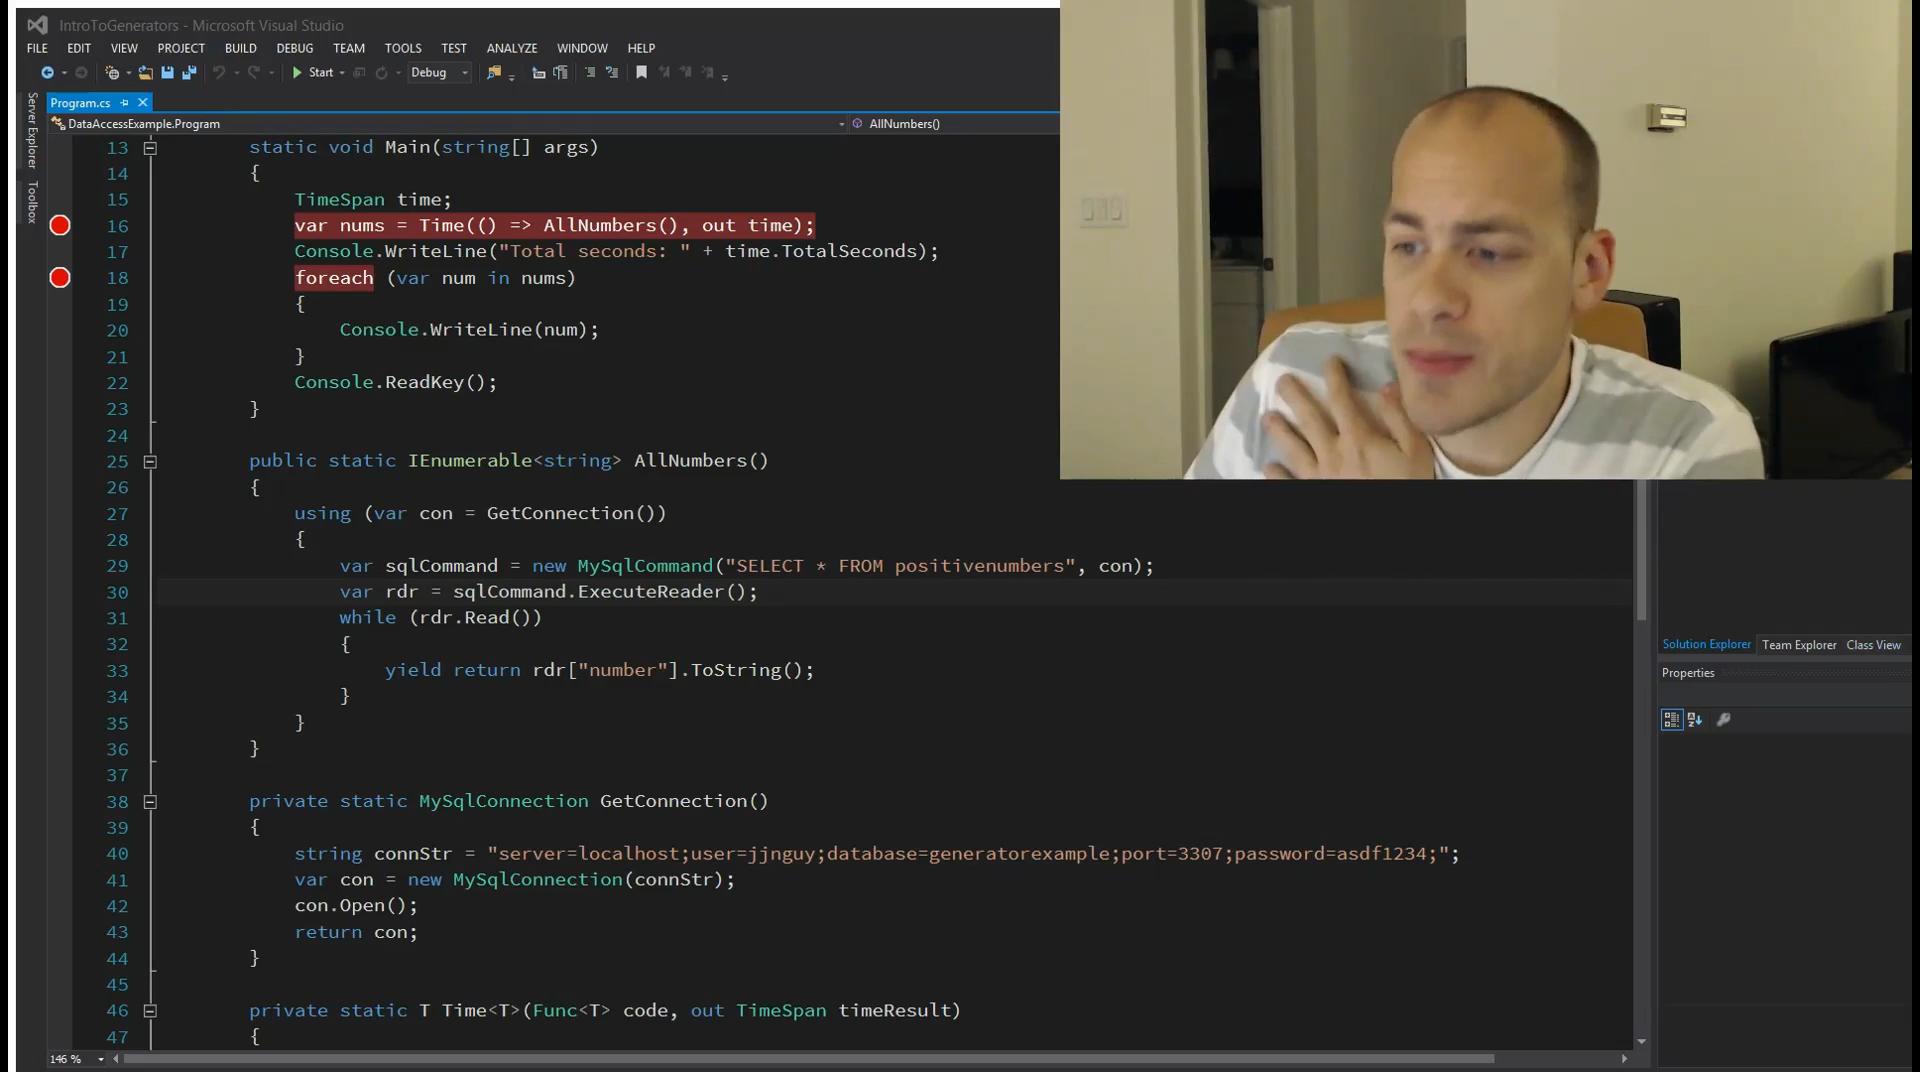 IntroToGenerators - Microsoft Visual Studio
FILE EDIT VIEW PROJECT BUILD DEBUG TEAM TOOLS TEST ANALYZE WINDOW HELP
Start Debug
Server Explorer
Toolbox
Program.cs
DataAccessExample.Program AllNumbers()
13 static void Main(string[] args)
14 {
15 TimeSpan time;
16 var nums = Time(() => AllNumbers(), out time);
17 Console.WriteLine("Total seconds: " + time.TotalSeconds);
18 foreach (var num in nums)
19 {
20 Console.WriteLine(num);
21 }
22 Console.ReadKey();
23 }
24
25 public static IEnumerable<string> AllNumbers()
26 {
27 using (var con = GetConnection())
28 {
29 var sqlCommand = new MySqlCommand("SELECT * FROM positivenumbers", con);
30 var rdr = sqlCommand.ExecuteReader();
31 while (rdr.Read())
32 {
33 yield return rdr["number"].ToString();
34 }
35 }
36 }
37
38 private static MySqlConnection GetConnection()
39 {
40 string connStr = "server=localhost;user=jjnguy;database=generatorexample;port=3307;password=asdf1234;";
41 var con = new MySqlConnection(connStr);
42 con.Open();
43 return con;
44 }
45
46 private static T Time<T>(Func<T> code, out TimeSpan timeResult)
47 {
146 %
Solution Explorer Team Explorer Class View
Properties